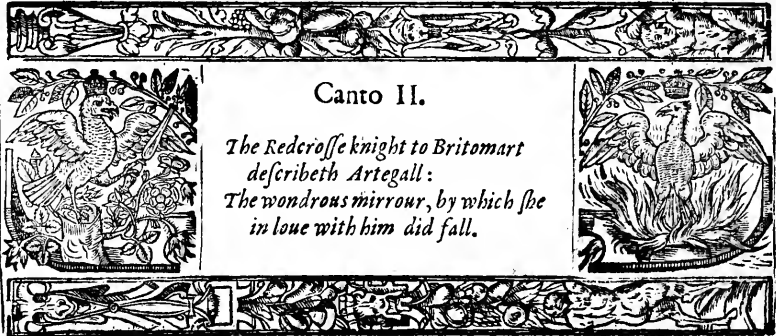 Canto II.
The Redcroſſe knight to Britomart
deſcribeth Artegall:
The wondrous mirrour, by which ſhe
in loue with him did fall.